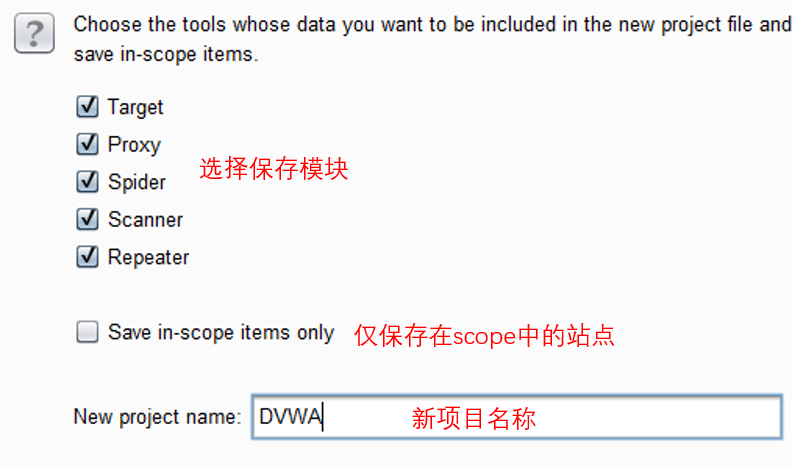 Choose the tools whose data you want to be included in the new project file and
save in-scope items.
Target
Proxy
选择保存模块
Spider
Scanner
Repeater
Save in-scope items only 仅保存在scope中的站点
New project name: DVWA 新项目名称